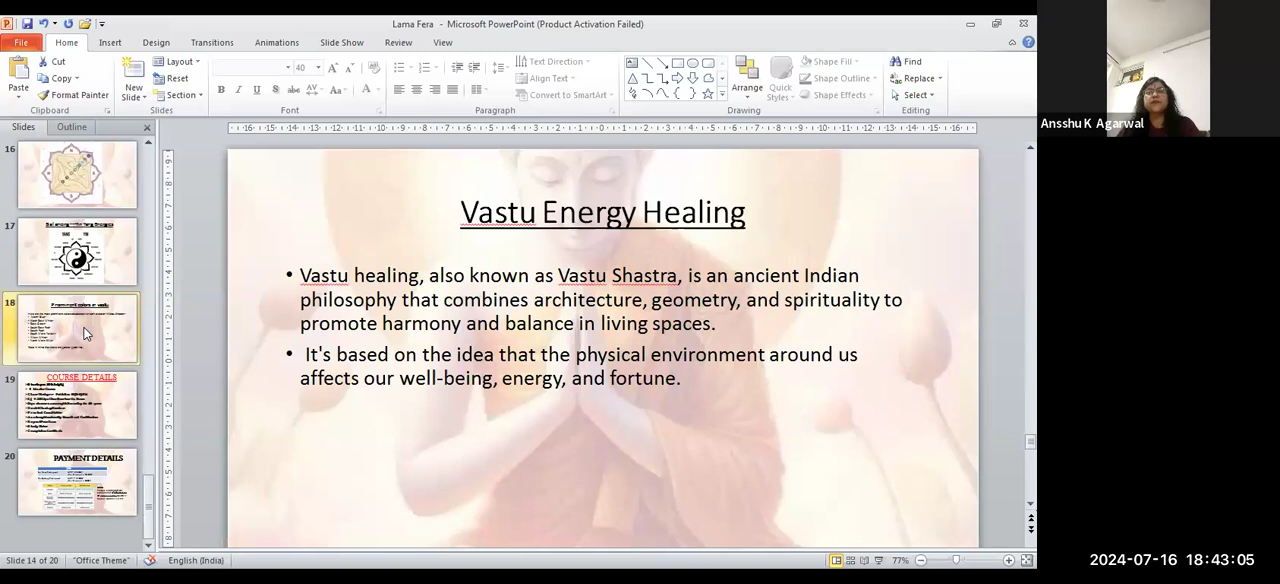 Lama Fera - Microsoft PowerPoint (Product Activation Failed)
File Home Insert Design Transitions Animations Slide Show Review View
Paste
Cut
Copy
Format Painter
Clipboard
New Slide
Layout
Reset
Section
Slides
40
Font
Paragraph
Text Direction
Align Text
Convert to SmartArt
Arrange
Quick Styles
Shape Fill
Shape Outline
Shape Effects
Drawing
Find
Replace
Select
Editing
Ansshu K Agarwal
Slides Outline
16
17
18
19
COURSE DETAILS
20
PAYMENT DETAILS
Vastu Energy Healing
• Vastu healing, also known as Vastu Shastra, is an ancient Indian
philosophy that combines architecture, geometry, and spirituality to
promote harmony and balance in living spaces.
• It's based on the idea that the physical environment around us
affects our well-being, energy, and fortune.
Slide 14 of 20 "Office Theme" English (India) 77%
2024-07-16 18:43:05